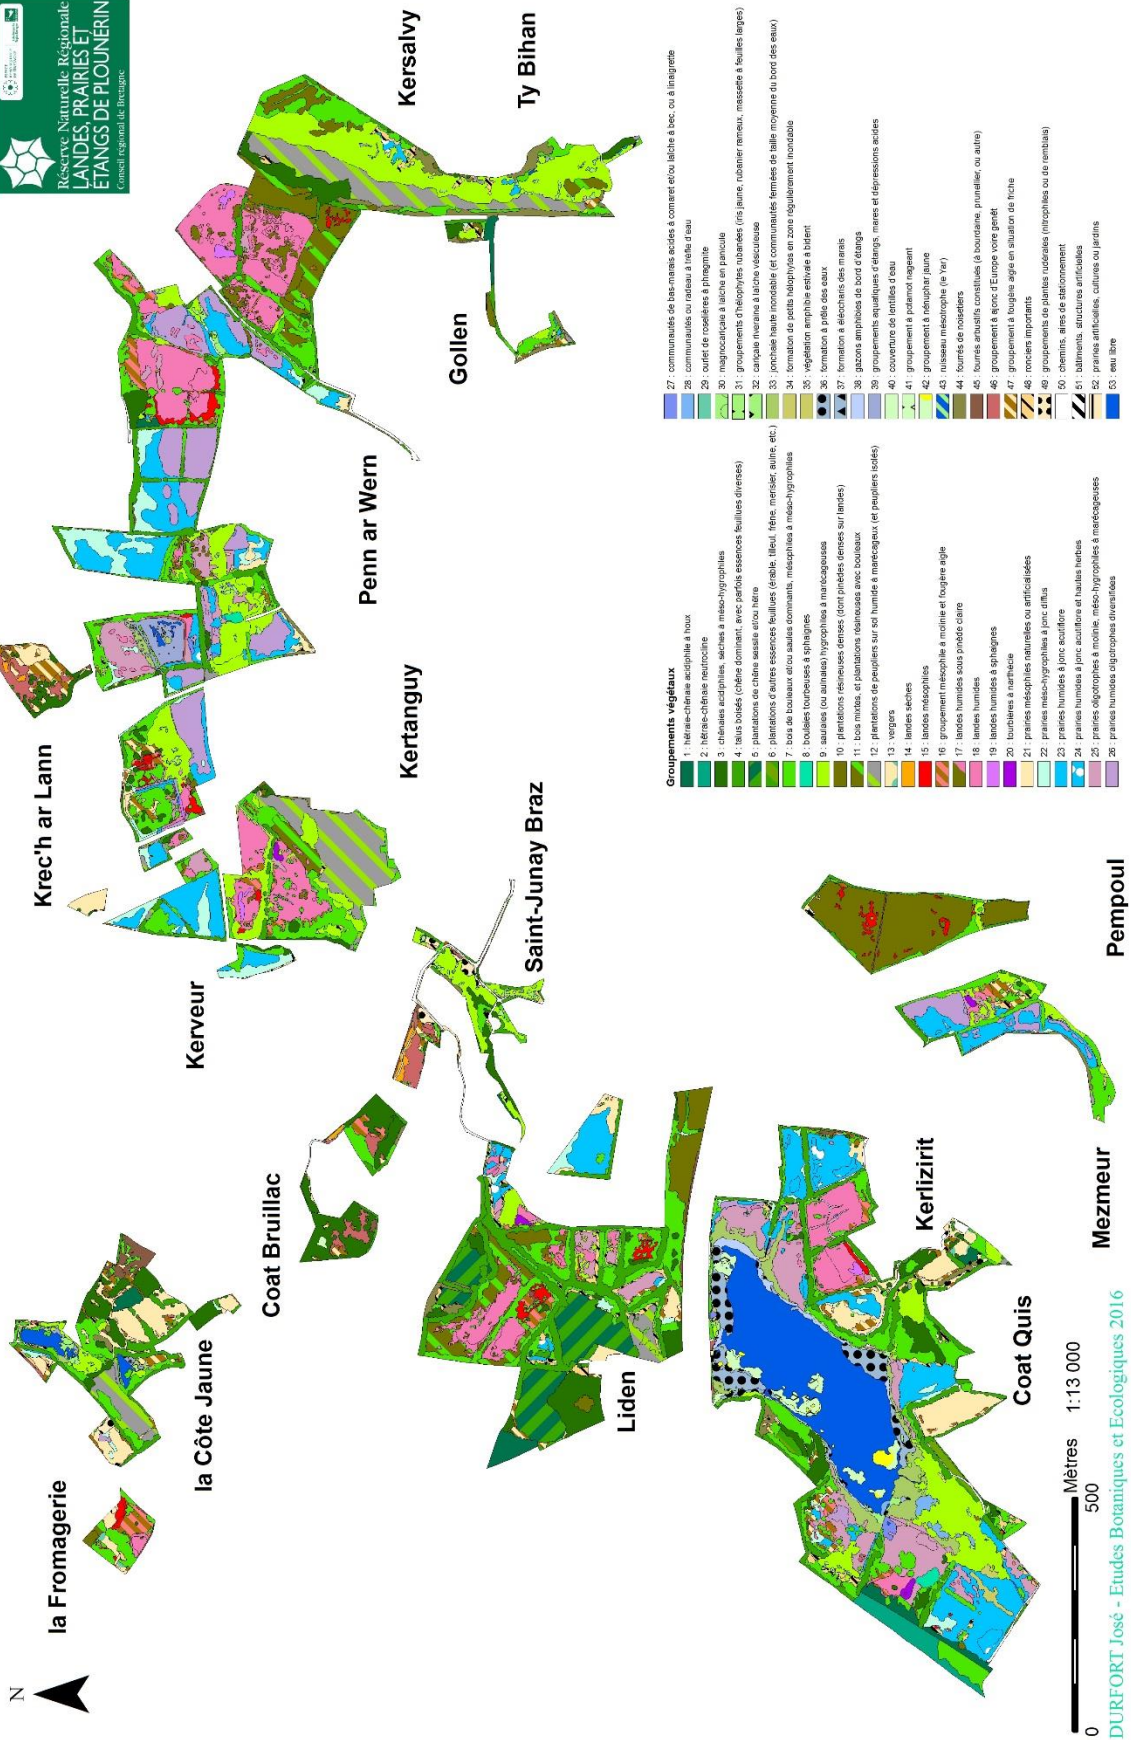 Réserve Naturelle Régionale
LANDES, PRAIRIES ET
ÉTANGS DE PLOUNÉRIN
Conseil régional de Bretagne
N
la Fromagerie
la Côte Jaune
Coat Bruillac
Kerveur
Krec'h ar Lann
Kertanguy
Penn ar Wern
Gollen
Kersalvy
Ty Bihan
Saint-Junay Braz
Liden
Coat Quis
Kerlizirit
Mezmeur
Pempoul
Groupements végétaux
1 : hêtraie-chênaie acidiphile à houx
2 : hêtraie-chênaie neutrocline
3 : chênaies acidiphiles, sèches à méso-hygrophiles
4 : talus boisés (chêne dominant, avec parfois essences feuillues diverses)
5 : plantations de chêne sessile et/ou hêtre
6 : plantations d'autres essences feuillues (érable, tilleul, frêne, merisier, aulne, etc.)
7 : bois de bouleaux et/ou saules dominants, mésophiles à méso-hygrophiles
8 : boulaies tourbeuses à sphaignes
9 : saulaies (ou aulnaies) hygrophiles à marécageuses
10 : plantations résineuses denses (dont pinèdes denses sur landes)
11 : bois mixtes, et plantations résineuses avec bouleaux
12 : plantations de peupliers sur sol humide à marécageux (et peupliers isolés)
13 : vergers
14 : landes sèches
15 : landes mésophiles
16 : groupement mésophile à molinie et fougère aigle
17 : landes humides sous pinède claire
18 : landes humides
19 : landes humides à sphaignes
20 : tourbières à narthécie
21 : prairies mésophiles naturelles ou artificialisées
22 : prairies méso-hygrophiles à jonc diffus
23 : prairies humides à jonc acutiflore
24 : prairies humides à jonc acutiflore et hautes herbes
25 : prairies oligotrophes à molinie, méso-hygrophiles à marécageuses
26 : prairies humides oligotrophes diversifiées
27 : communautés de bas-marais acides à comaret et/ou laîche à bec, ou à linaigrette
28 : communautés ou radeau à trèfle d'eau
29 : ourlet de roselières à phragmite
30 : magnocariçaie à laîche en panicule
31 : groupements d'hélophytes rubanées (iris jaune, rubanier rameux, massette à feuilles larges)
32 : cariçaie riveraine à laîche vésiculeuse
33 : jonchaie haute inondable (et communautés fermées de taille moyenne du bord des eaux)
34 : formation de petits hélophytes en zone régulièrement inondable
35 : végétation amphibie estivale à bident
36 : formation à prêle des eaux
37 : formation à éléocharis des marais
38 : gazons amphibies de bord d'étangs
39 : groupements aquatiques d'étangs, mares et dépressions acides
40 : couverture de lentilles d'eau
41 : groupement à potamot nageant
42 : groupement à nénuphar jaune
43 : ruisseau mésotrophe (le Yar)
44 : fourrés de noisetiers
45 : fourrés arbustifs constitués (à bourdaine, prunellier, ou autre)
46 : groupement à ajonc d'Europe voire genêt
47 : groupement à fougère aigle en situation de friche
48 : ronciers importants
49 : groupements de plantes rudérales (nitrophiles ou de remblais)
50 : chemins, aires de stationnement
51 : bâtiments, structures artificielles
52 : prairies artificielles, cultures ou jardins
53 : eau libre
0
500
Mètres
1:13 000
DURFORT José - Etudes Botaniques et Ecologiques 2016